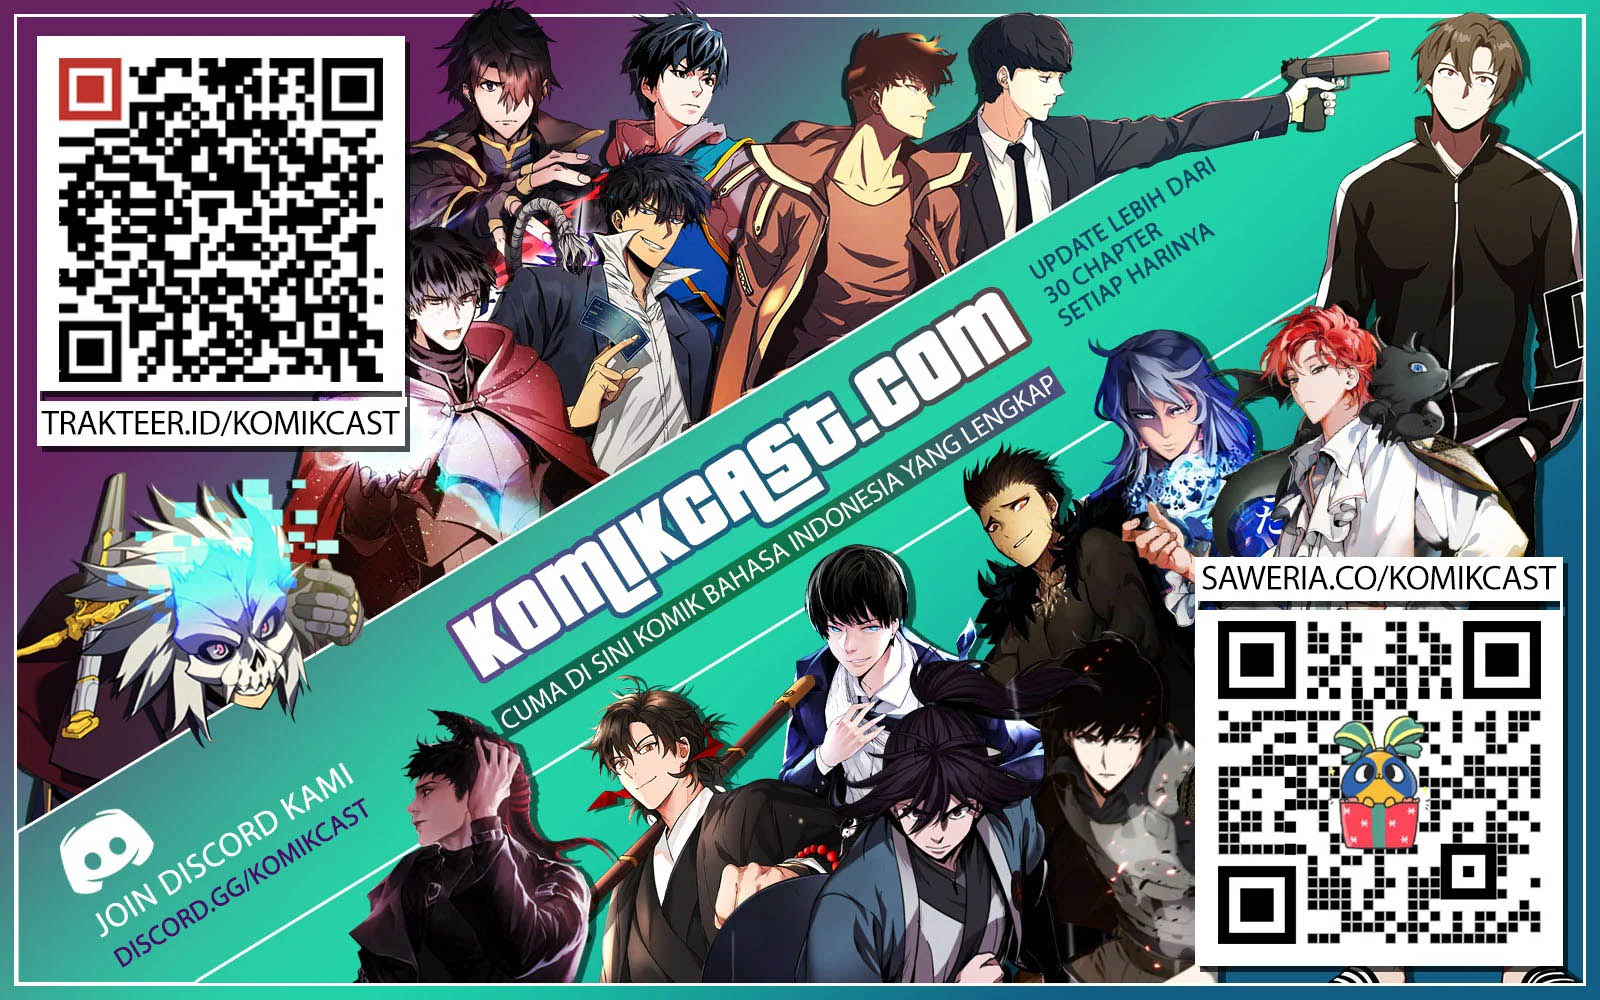 TRAKTEER.ID/KOMIKCAST
UPDATE LEBIH DARI
30 CHAPTER
SETIAP HARINYA
KOMIKCAST.COM
CUMA DI SINI KOMIK BAHASA INDONESIA YANG LENGKAP
た
SAWERIA.CO/KOMIKCAST
JOIN DISCORD KAMI
DISCORD.GG/KOMIKCAST